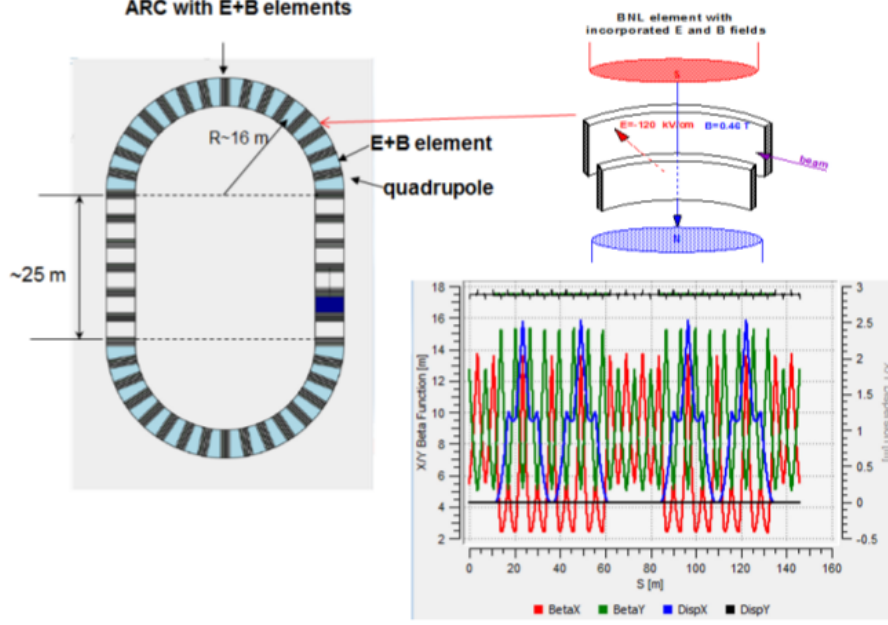 ARC with E+B elements
BNL element with
incorporated E and B fields
S
R~16 m
E=-120 kV/cm
B=0.46 T
E+B element
beam
quadrupole
N
~25 m
18
16
14
12
10
8
6
4
2
X/Y Beta Function [m]
3
2.5
2
1.5
1
0.5
0
-0.5
0
20
40
60
80
100
120
140
160
S [m]
BetaX
BetaY
DispX
DispY